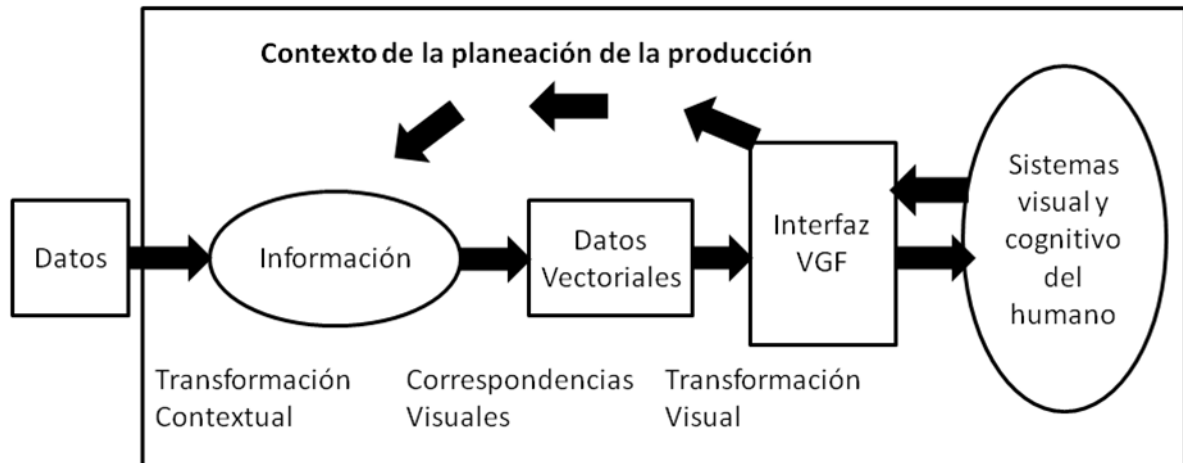 Contexto de la planeación de la producción
Datos
Información
Datos
Vectoriales
Interfaz
VGF
Sistemas
visual y
cognitivo
del
humano
Transformación
Contextual
Correspondencias
Visuales
Transformación
Visual